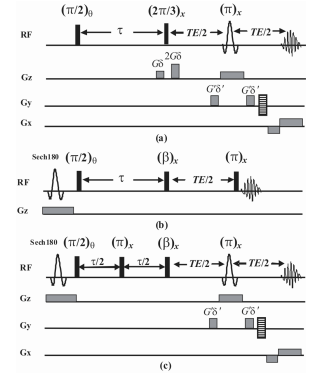 (π/2)θ (2π/3)x (π)x
RF τ TE/2 TE/2
Gδ 2Gδ
Gz
G'δ' G'δ'
Gy
Gx
(a)
Sech180 (π/2)θ (β)x (π)x
RF τ TE/2
Gz
(b)
Sech180 (π/2)θ (π)x (β)x (π)x
RF τ/2 τ/2 TE/2 TE/2
Gz
G'δ' G'δ'
Gy
Gx
(c)